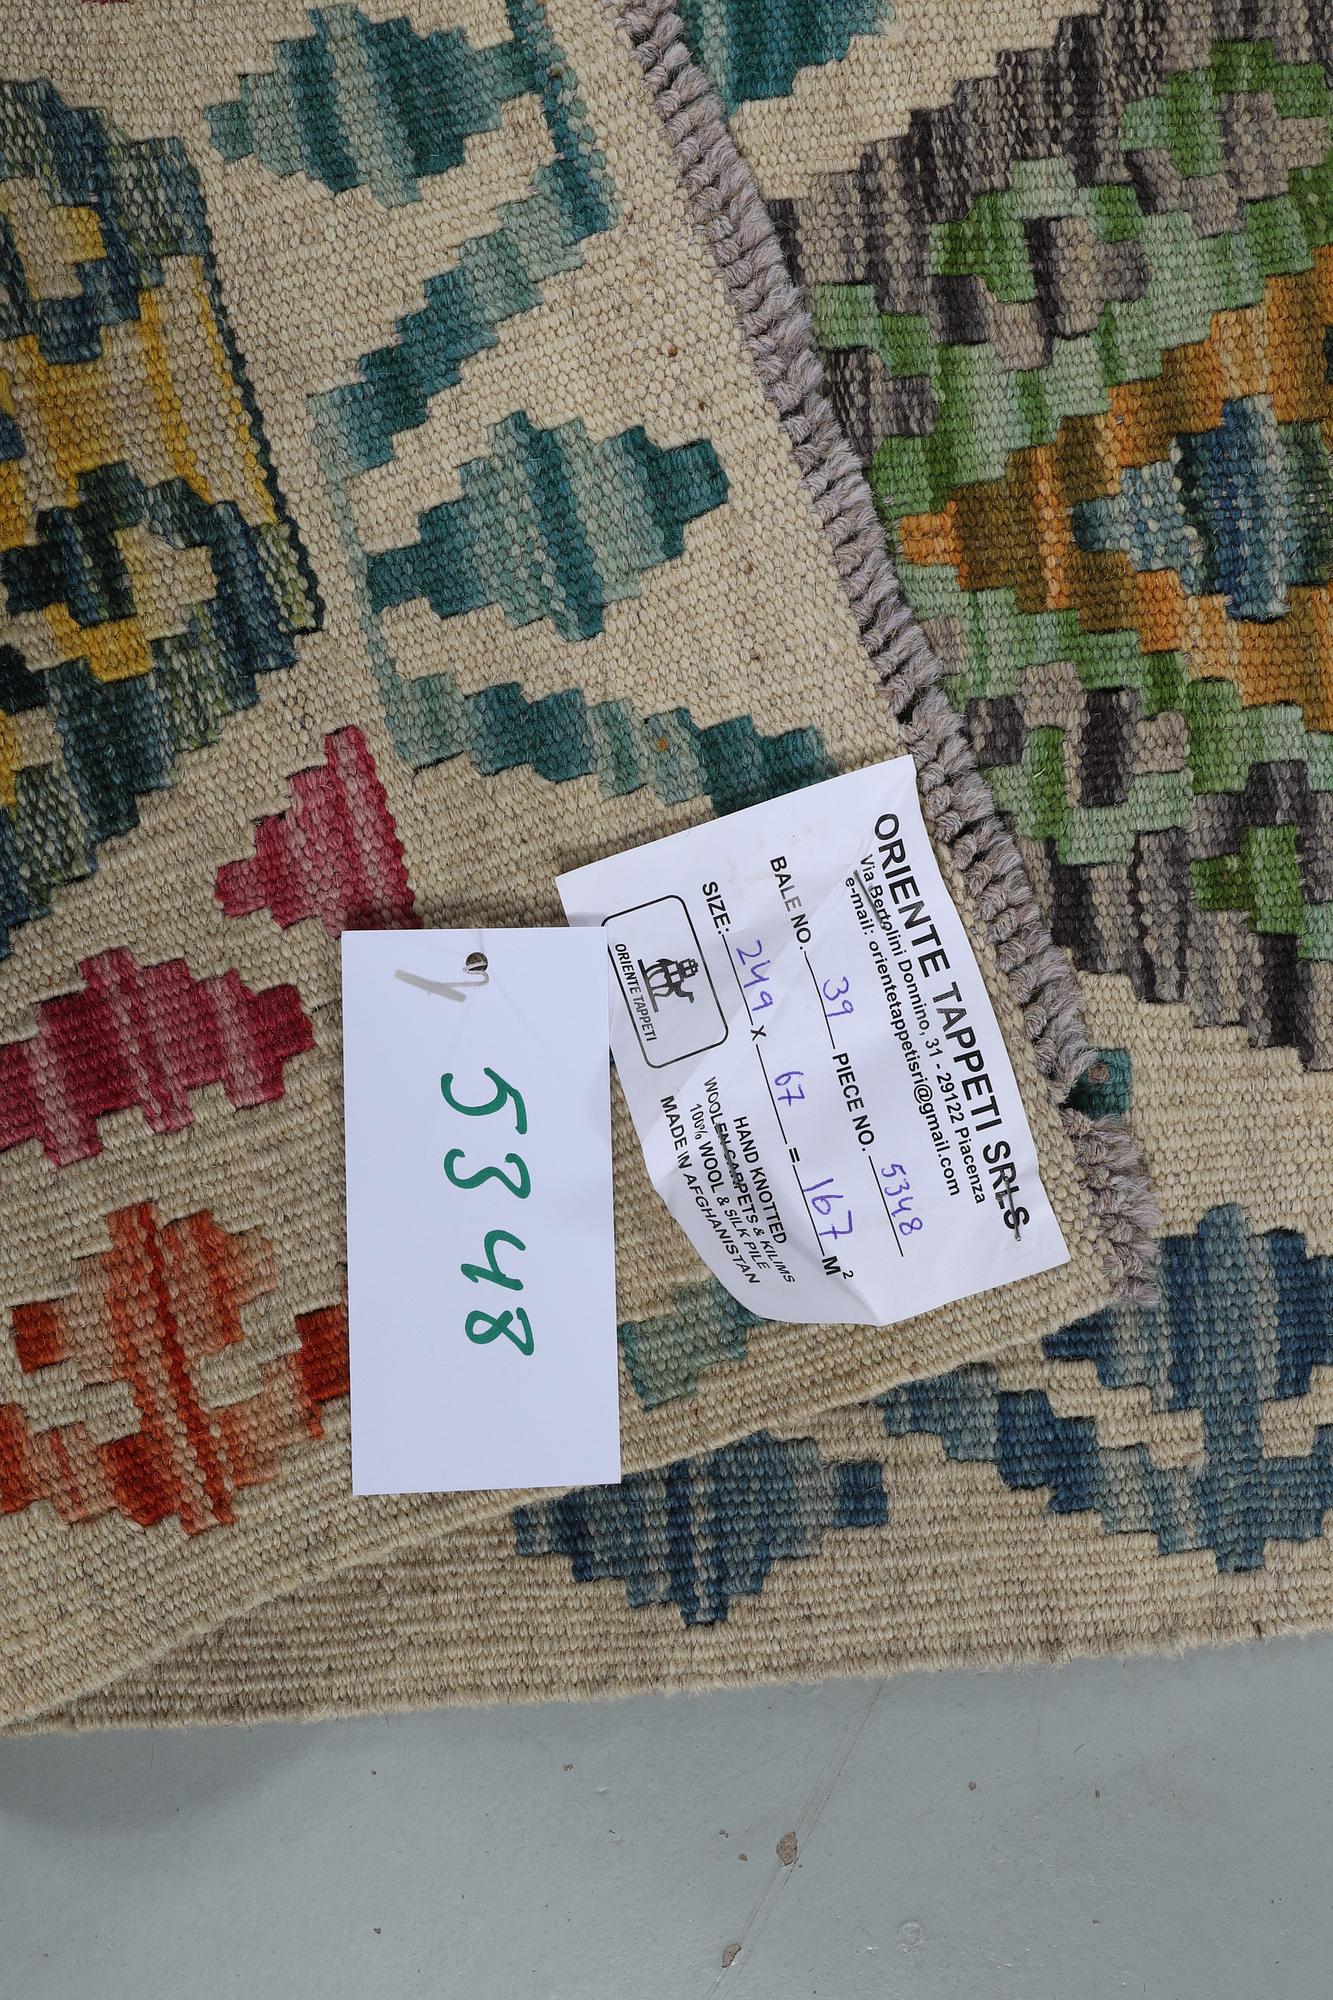 ORIENTE TAPPETI SRLS
Via Bertolini Donnino, 31 - 29122 Piacenza
e-mail: orientetappetisrl@gmail.com
BALE NO. 39 PIECE NO. 5348
SIZE: 249 x 67 = 167 M²
ORIENTE TAPPETI
HAND KNOTTED
WOOLEN CARPETS & KILIMS
100% WOOL & SILK PILE
MADE IN AFGHANISTAN
5348